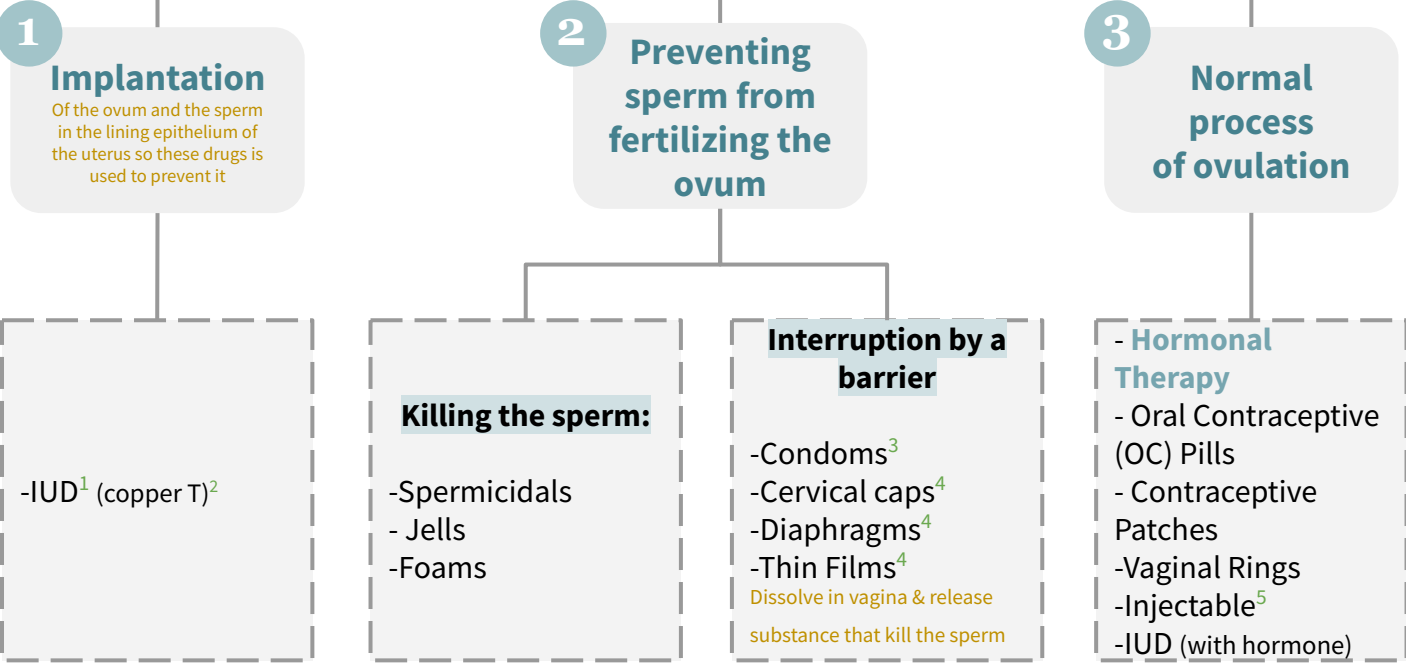 1
Implantation
Of the ovum and the sperm
in the lining epithelium of
the uterus so these drugs is
used to prevent it
2
Preventing
sperm from
fertilizing the
ovum
3
Normal
process
of ovulation
-IUD¹ (copper T)²
Killing the sperm:
-Spermicidals
- Jells
-Foams
Interruption by a
barrier
-Condoms³
-Cervical caps⁴
-Diaphragms⁴
-Thin Films⁴
Dissolve in vagina & release
substance that kill the sperm
- Hormonal
Therapy
- Oral Contraceptive
(OC) Pills
- Contraceptive
Patches
-Vaginal Rings
-Injectable⁵
-IUD (with hormone)